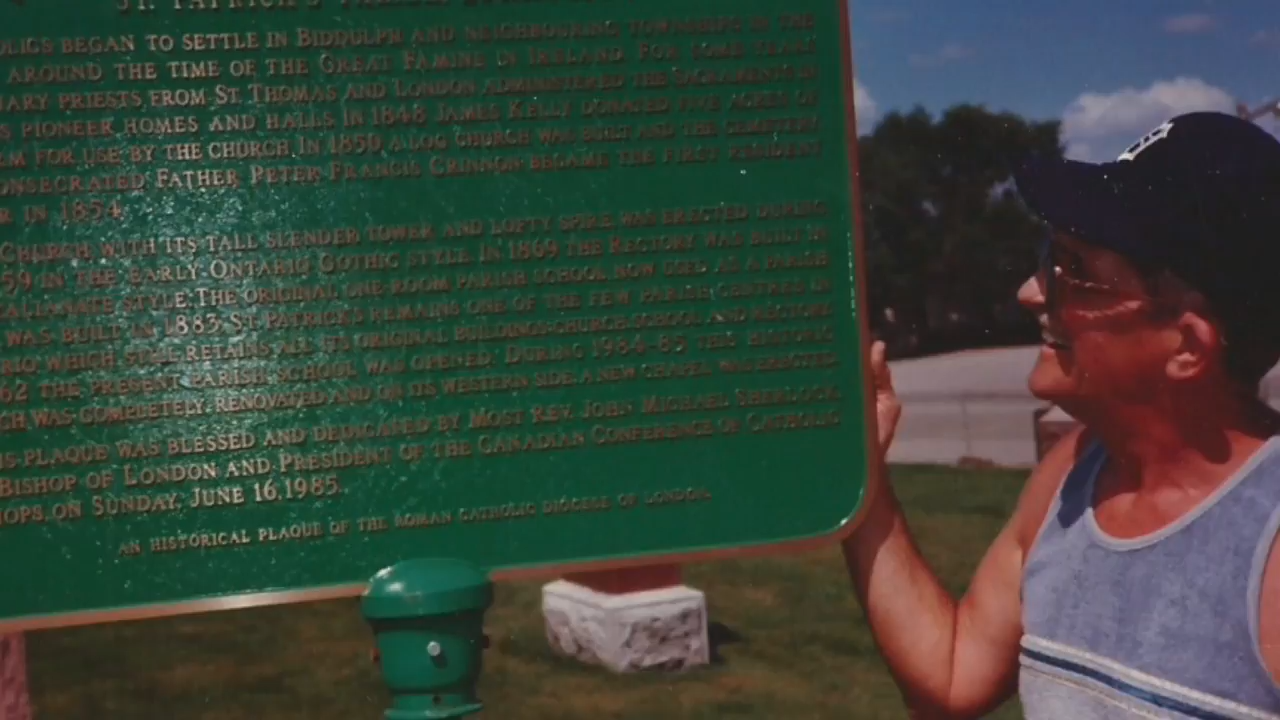 ST. PATRICK'S
OLICS BEGAN TO SETTLE IN BIDDULPH AND NEIGHBOURING TOWNSHIPS IN THE
AROUND THE TIME OF THE GREAT FAMINE IN IRELAND. FOR SOME YEARS
ARY PRIESTS FROM ST. THOMAS AND LONDON ADMINISTERED THE SACRAMENTS IN
S PIONEER HOMES AND HALLS. IN 1848 JAMES KELLY DONATED FIVE ACRES OF
RM FOR USE BY THE CHURCH. IN 1850 A LOG CHURCH WAS BUILT AND THE CEMETERY
ONSECRATED FATHER PETER FRANCIS CRINNON BECAME THE FIRST RESIDENT
R IN 1854.
CHURCH WITH ITS TALL SLENDER TOWER AND LOFTY SPIRE WAS ERECTED DURING
59 IN THE EARLY ONTARIO GOTHIC STYLE. IN 1869 THE RECTORY WAS BUILT IN
TALIANATE STYLE. THE ORIGINAL ONE-ROOM PARISH SCHOOL NOW USED AS A PARISH
WAS BUILT IN 1883. ST. PATRICK'S REMAINS ONE OF THE FEW PARISH CENTRES IN
RIO WHICH STILL RETAINS ALL ITS ORIGINAL BUILDINGS: CHURCH, SCHOOL AND RECTORY.
62 THE PRESENT PARISH SCHOOL WAS OPENED. DURING 1984-85 THIS HISTORIC
CH WAS COMPLETELY RENOVATED AND ON ITS WESTERN SIDE, A NEW CHAPEL WAS ERECTED.
IS PLAQUE WAS BLESSED AND DEDICATED BY MOST REV. JOHN MICHAEL SHERLOCK,
BISHOP OF LONDON AND PRESIDENT OF THE CANADIAN CONFERENCE OF CATHOLIC
HOPS, ON SUNDAY, JUNE 16, 1985.
AN HISTORICAL PLAQUE OF THE ROMAN CATHOLIC DIOCESE OF LONDON.